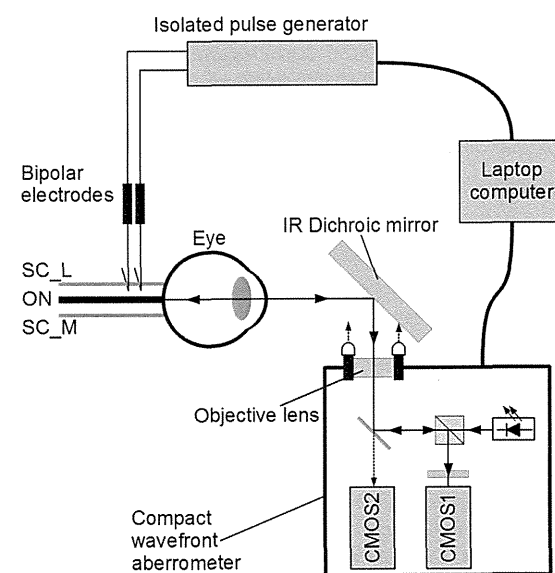 Isolated pulse generator
Laptop
computer
Bipolar
electrodes
Eye
IR Dichroic mirror
SC_L
ON
SC_M
Objective lens
CMOS2
CMOS1
Compact
wavefront
aberrometer